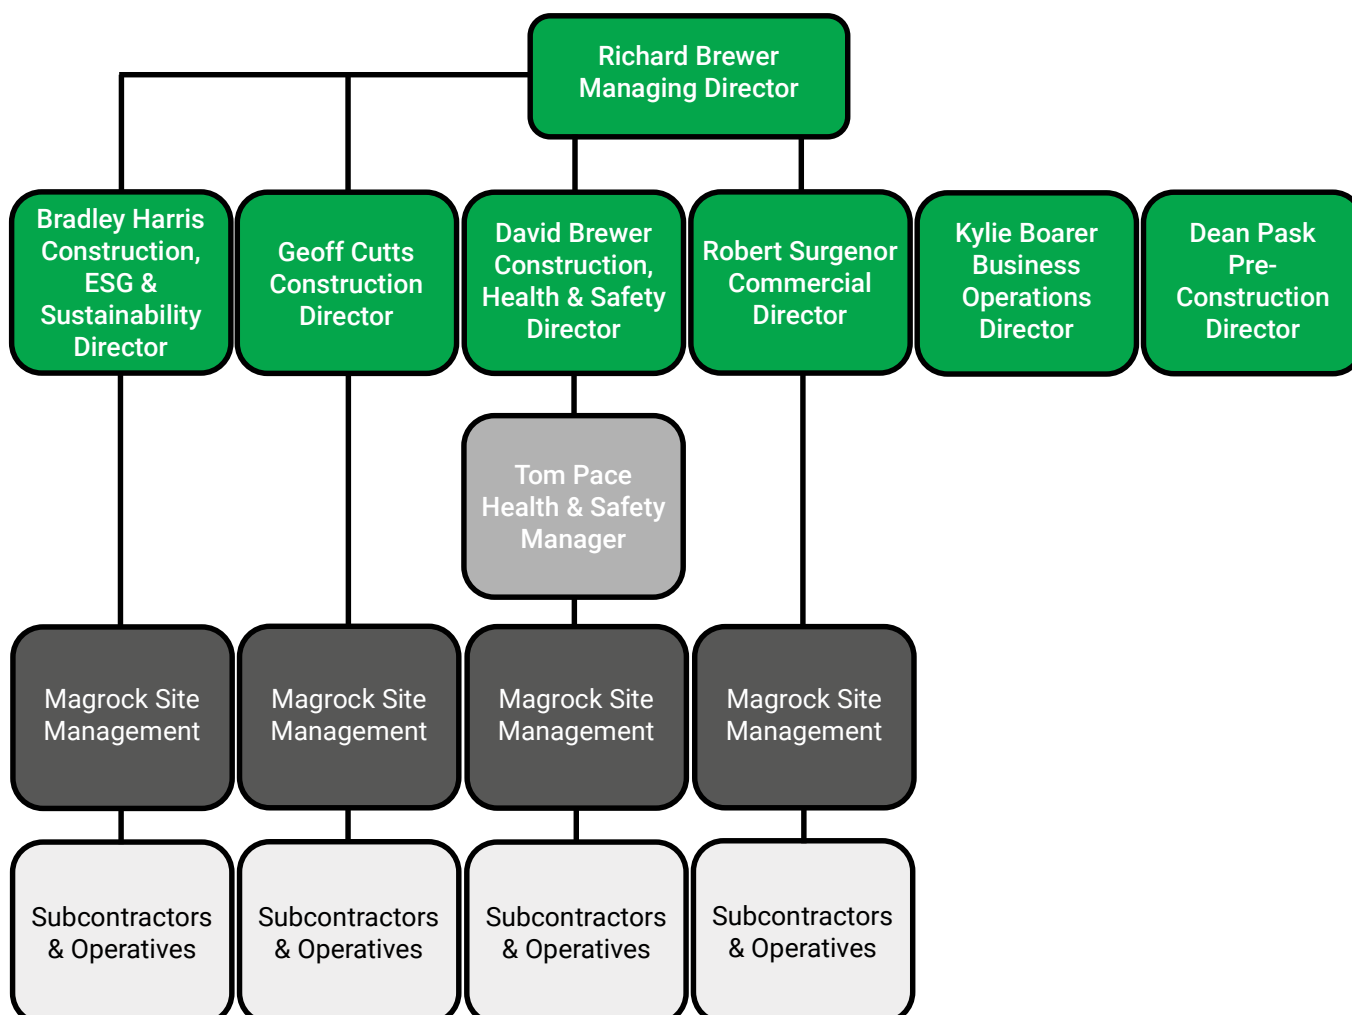 Richard Brewer
Managing Director
Bradley Harris
Construction,
ESG &
Sustainability
Director
Geoff Cutts
Construction
Director
David Brewer
Construction,
Health & Safety
Director
Robert Surgenor
Commercial
Director
Kylie Boarer
Business
Operations
Director
Dean Pask
Pre-
Construction
Director
Tom Pace
Health & Safety
Manager
Magrock Site
Management
Magrock Site
Management
Magrock Site
Management
Magrock Site
Management
Subcontractors
& Operatives
Subcontractors
& Operatives
Subcontractors
& Operatives
Subcontractors
& Operatives